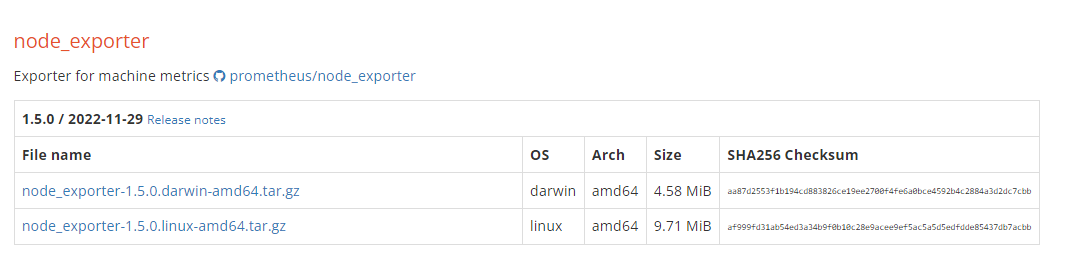 node_exporter
Exporter for machine metrics prometheus/node_exporter
1.5.0 / 2022-11-29 Release notes
File name OS Arch Size SHA256 Checksum
node_exporter-1.5.0.darwin-amd64.tar.gz darwin amd64 4.58 MiB aa87d2553f1b194cd883826ce19ee2700f4fe6a0bce4592b4c2884a3d2dc7cbb
node_exporter-1.5.0.linux-amd64.tar.gz linux amd64 9.71 MiB af999fd31ab54ed3a34b9f0b10c28e9acee9ef5ac5a5d5edfdde85437db7acbb